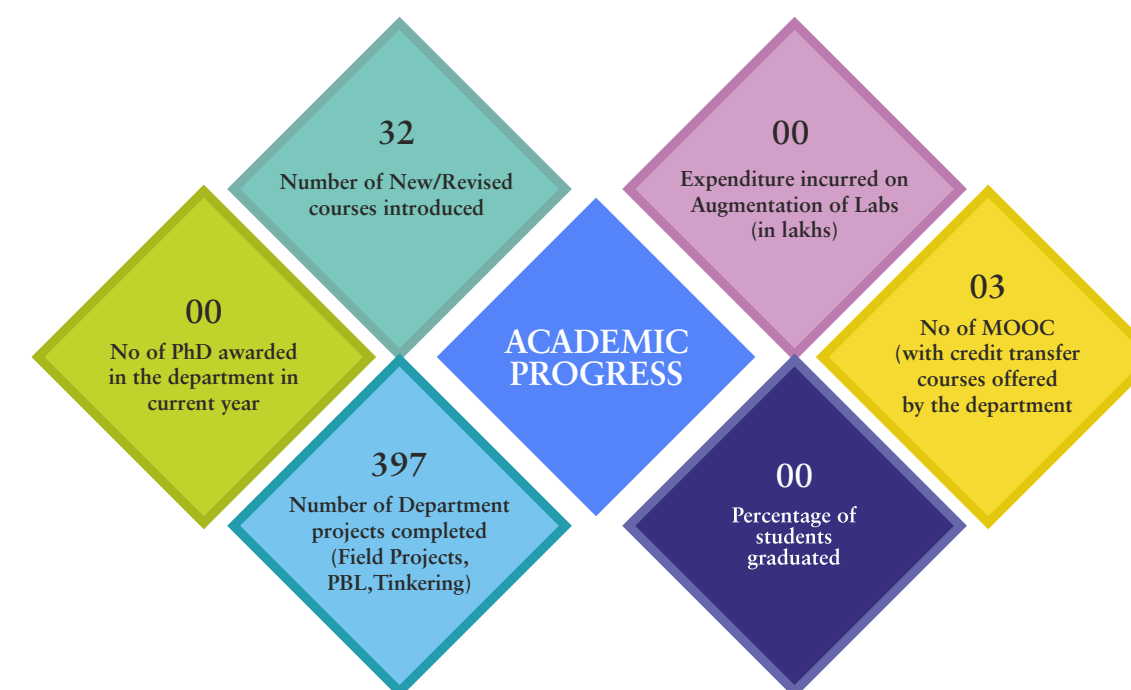 32
Number of New/Revised
courses introduced
00
Expenditure incurred on
Augmentation of Labs
(in lakhs)
00
No of PhD awarded
in the department in
current year
ACADEMIC
PROGRESS
03
No of MOOC
(with credit transfer
courses offered
by the department
397
Number of Department
projects completed
(Field Projects,
PBL,Tinkering)
00
Percentage of
students
graduated